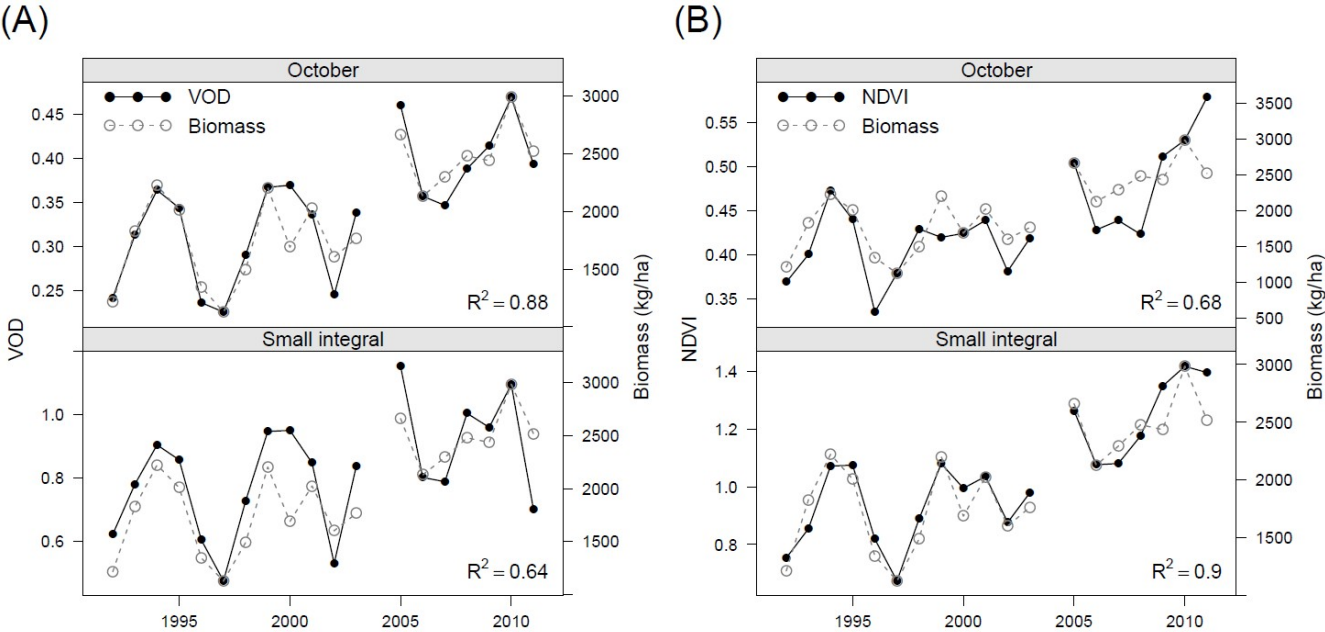 (A)
October
VOD
Biomass
0.45
0.40
0.35
0.30
0.25
3000
2500
2000
1500
R² = 0.88
Small integral
1.0
0.8
0.6
3000
2500
2000
1500
R² = 0.64
VOD
Biomass (kg/ha)
1995
2000
2005
2010
(B)
October
NDVI
Biomass
0.55
0.50
0.45
0.40
0.35
3500
3000
2500
2000
1500
1000
500
R² = 0.68
Small integral
1.4
1.2
1.0
0.8
3000
2500
2000
1500
R² = 0.9
NDVI
Biomass (kg/ha)
1995
2000
2005
2010